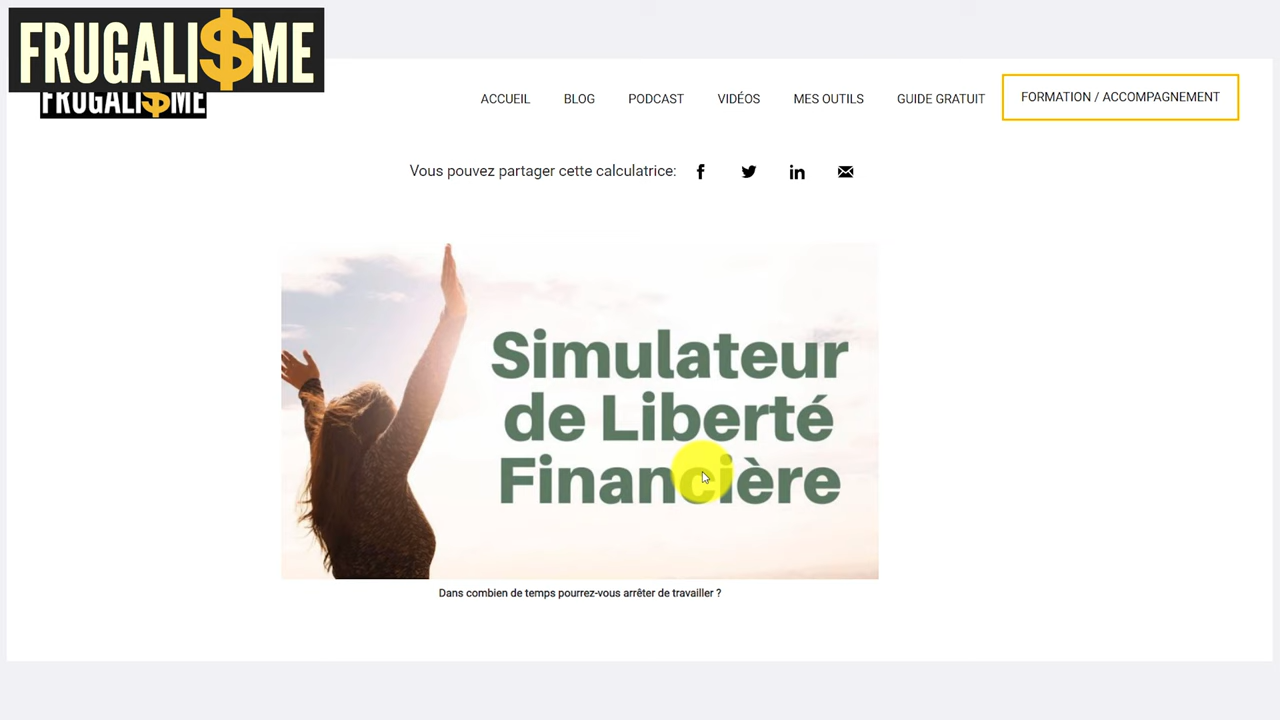 FRUGALI$ME
FRUGALI$ME
ACCUEIL BLOG PODCAST VIDÉOS MES OUTILS GUIDE GRATUIT FORMATION / ACCOMPAGNEMENT
Vous pouvez partager cette calculatrice:
Simulateur
de Liberté
Financière
Dans combien de temps pourrez-vous arrêter de travailler ?